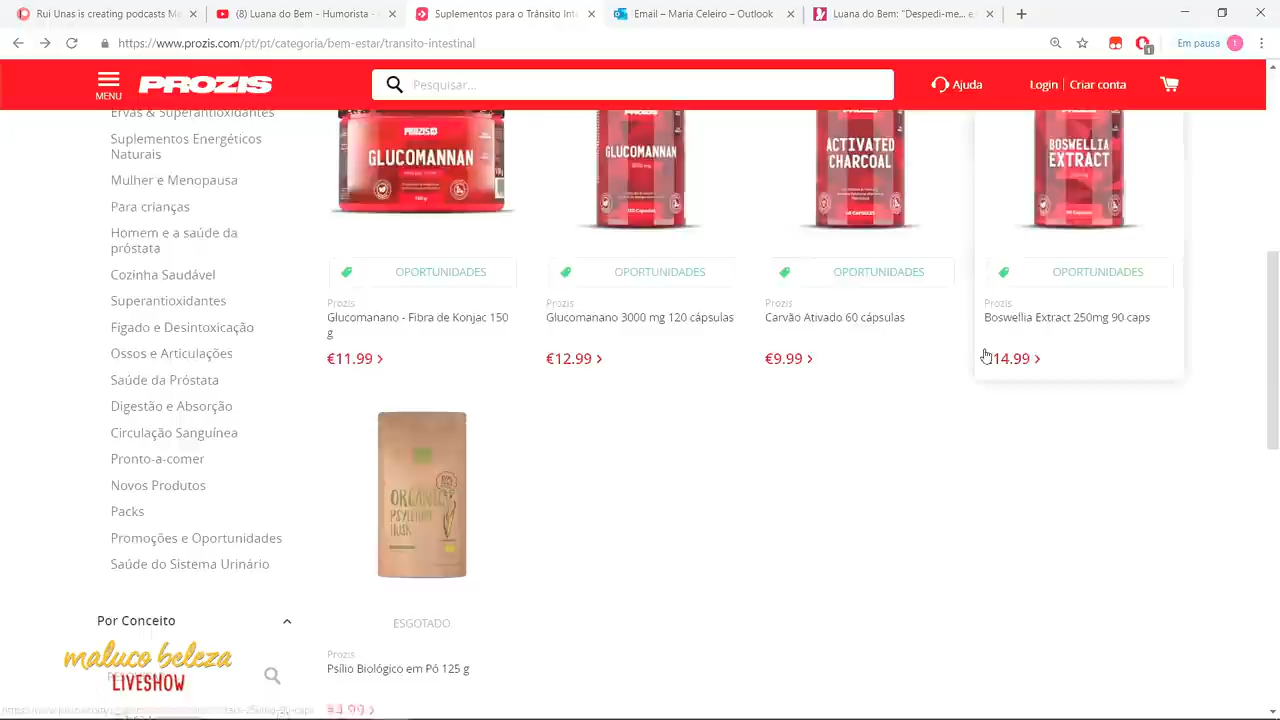 Rui Unas is creating podcasts Me
(8) Luana do Bem - Humorista -
Suplementos para o Trânsito Inte
Email – Maria Celeiro – Outlook
Luana do Bem: "Despedi-me... e
https://www.prozis.com/pt/pt/categoria/bem-estar/transito-intestinal
1
Em pausa
MENU
PROZIS
Pesquisar...
Ajuda
Login
Criar conta
Ervas & Superantioxidantes
Suplementos Energéticos
Naturais
Mulher e Menopausa
Para crianças
Homem e a saúde da
próstata
Cozinha Saudável
Superantioxidantes
Fígado e Desintoxicação
Ossos e Articulações
Saúde da Próstata
Digestão e Absorção
Circulação Sanguínea
Pronto-a-comer
Novos Produtos
Packs
Promoções e Oportunidades
Saúde do Sistema Urinário
Por Conceito
maluco beleza
LIVESHOW
PROZIS
GLUCOMANNAN
GLUCOMANNAN
ACTIVATED
CHARCOAL
BOSWELLIA
EXTRACT
OPORTUNIDADES
OPORTUNIDADES
OPORTUNIDADES
OPORTUNIDADES
Prozis
Glucomanano - Fibra de Konjac 150
g
€11.99 >
Prozis
Glucomanano 3000 mg 120 cápsulas
€12.99 >
Prozis
Carvão Ativado 60 cápsulas
€9.99 >
Prozis
Boswellia Extract 250mg 90 caps
14.99 >
ORGANIC
PSYLLIUM
HUSK
ESGOTADO
Prozis
Psílio Biológico em Pó 125 g
€4.99 >